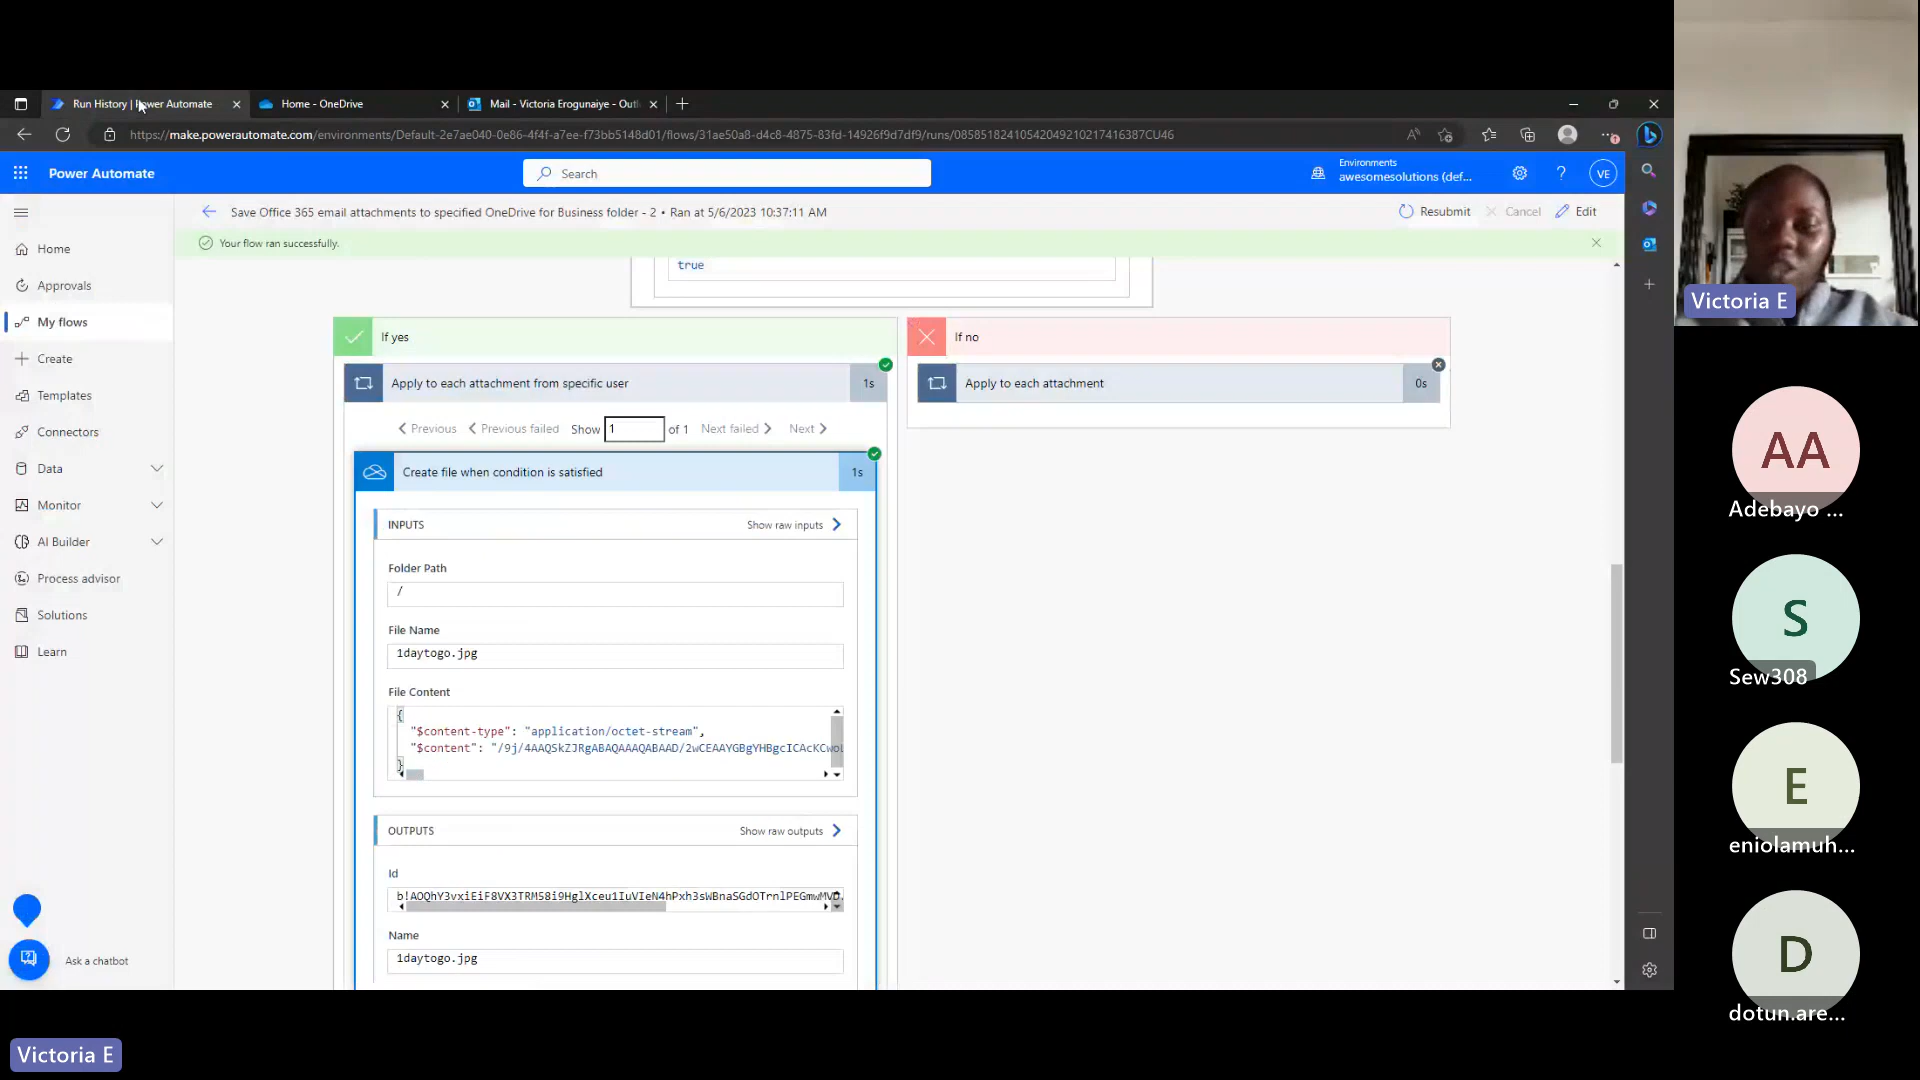 Run History | Power Automate
Home - OneDrive
Mail - Victoria Erogunaiye - Outl
https://make.powerautomate.com/environments/Default-2e7ae040-0e86-4f4f-a7ee-f73bb5148d01/flows/31ae50a8-d4c8-4875-83fd-14926f9d7df9/runs/08585182410542049210217416387CU46
Power Automate
Search
Environments
awesomesolutions (def...
VE
Save Office 365 email attachments to specified OneDrive for Business folder - 2 • Ran at 5/6/2023 10:37:11 AM
Resubmit
Cancel
Edit
Your flow ran successfully.
Home
Approvals
My flows
Create
Templates
Connectors
Data
Monitor
AI Builder
Process advisor
Solutions
Learn
Ask a chatbot
true
If yes
If no
Apply to each attachment from specific user
1s
Apply to each attachment
0s
Previous
Previous failed
Show
1
of 1
Next failed
Next
Create file when condition is satisfied
1s
INPUTS
Show raw inputs
Folder Path
/
File Name
1daytogo.jpg
File Content
{
"$content-type": "application/octet-stream",
"$content": "/9j/4AAQSkZJRgABAQAAAQABAAD/2wCEAAYGBgYHBgcICAcKCwoL
}
OUTPUTS
Show raw outputs
Id
Name
1daytogo.jpg
Victoria E
AA
Adebayo ...
S
Sew308
E
eniolamuh...
D
dotun.are...
Victoria E